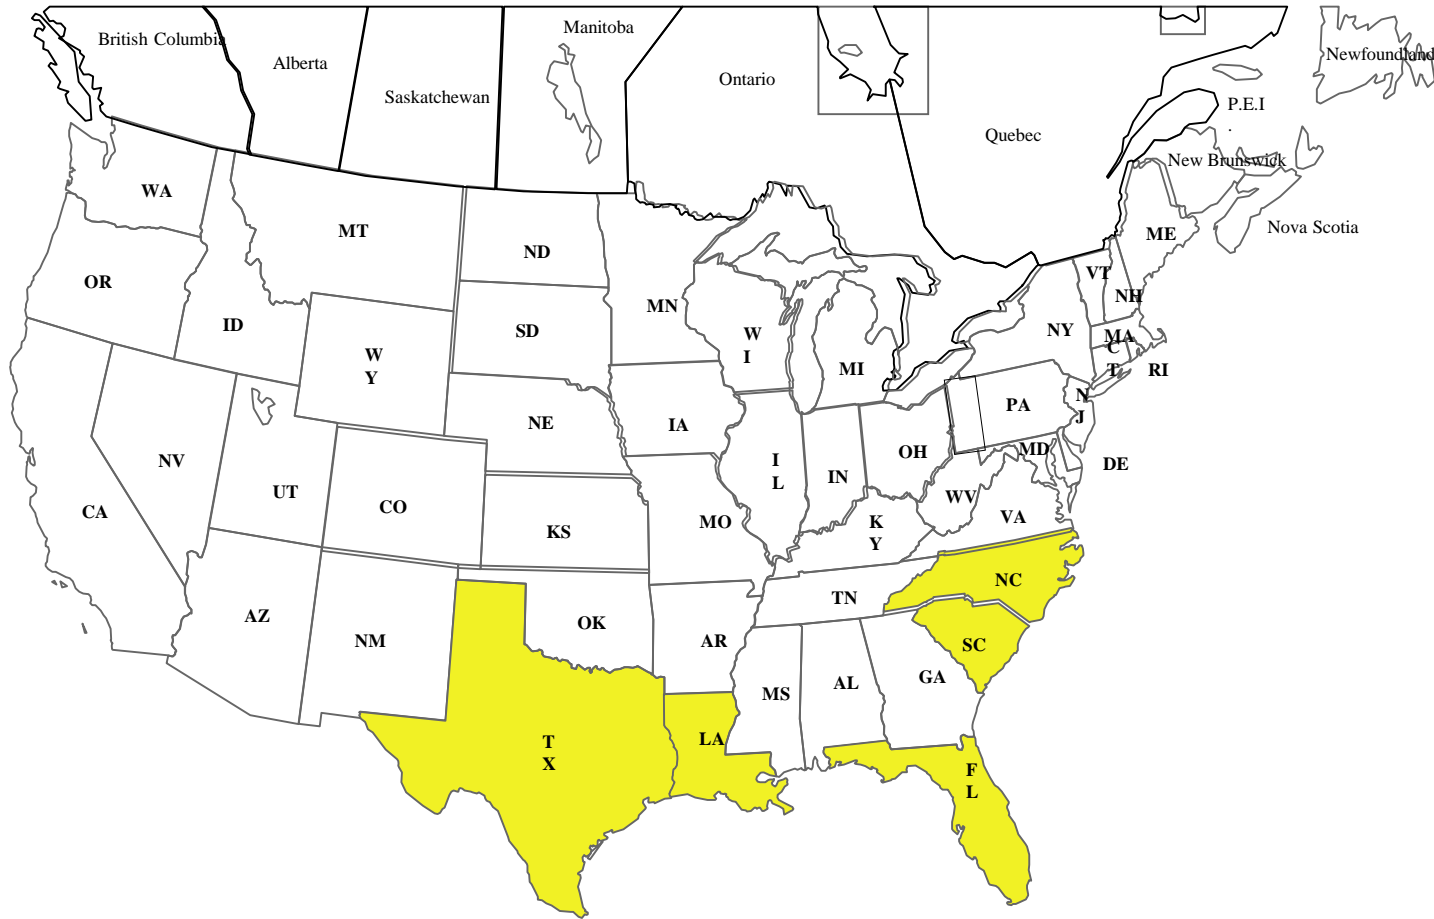 British Columbia
Alberta
Saskatchewan
Manitoba
Ontario
Quebec
Newfoundland
P.E.I
.
New Brunswick
Nova Scotia
WA
MT
ND
MN
ME
VT
NH
OR
ID
SD
W
I
MI
NY
MA
C
T
RI
W
Y
NE
IA
PA
N
J
NV
UT
CO
KS
MO
I
L
IN
OH
MD
DE
WV
VA
K
Y
CA
AZ
NM
OK
AR
TN
NC
SC
MS
AL
GA
T
X
LA
F
L